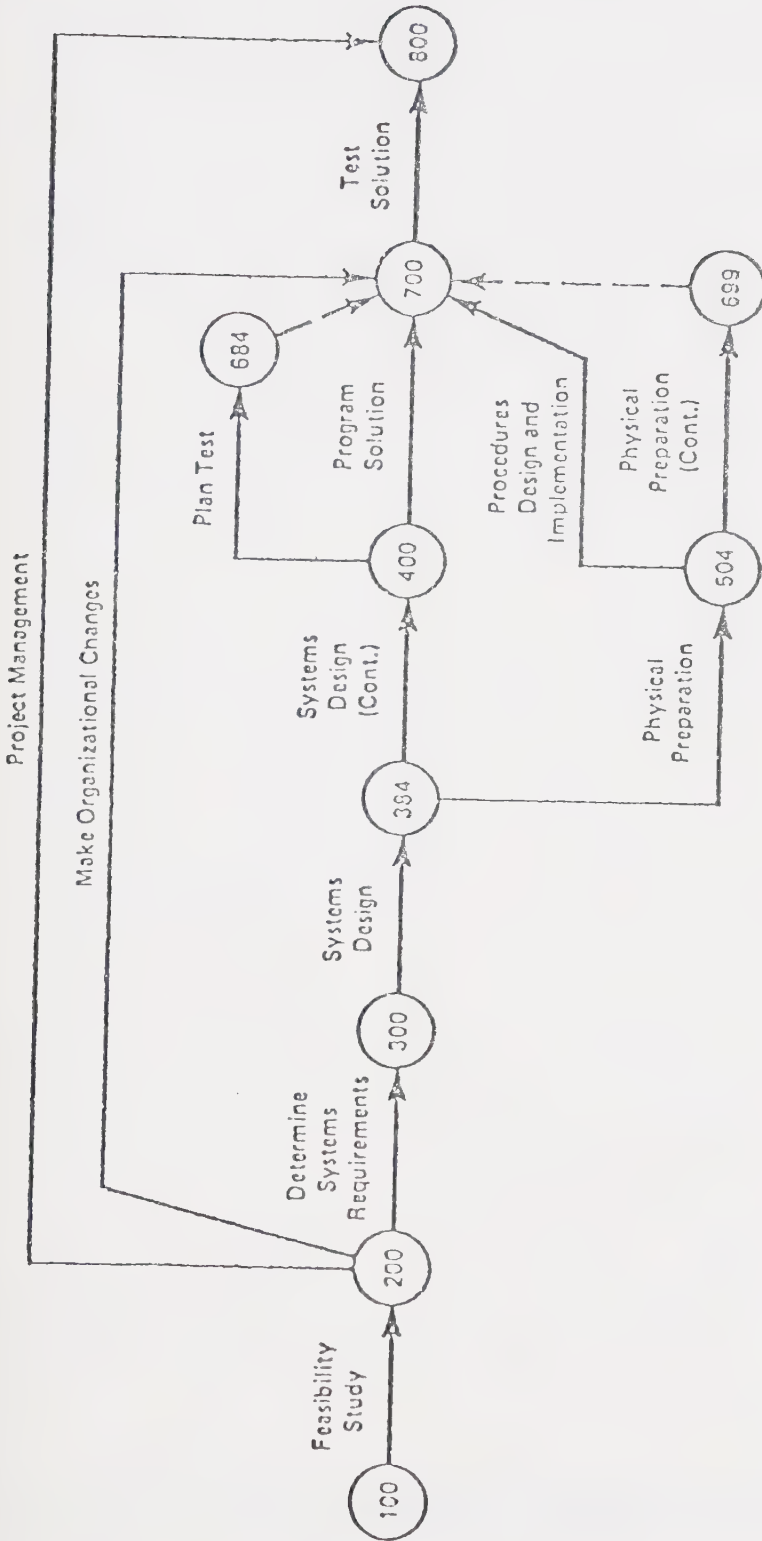 Project Management
Make Organizational Changes
100
Feasibility
Study
200
Determine
Systems
Requirements
300
Systems
Design
384
Systems
Design
(Cont.)
400
Plan Test
684
Program
Solution
700
Test
Solution
800
Procedures
Design and
Implementation
Physical
Preparation
504
Physical
Preparation
(Cont.)
699